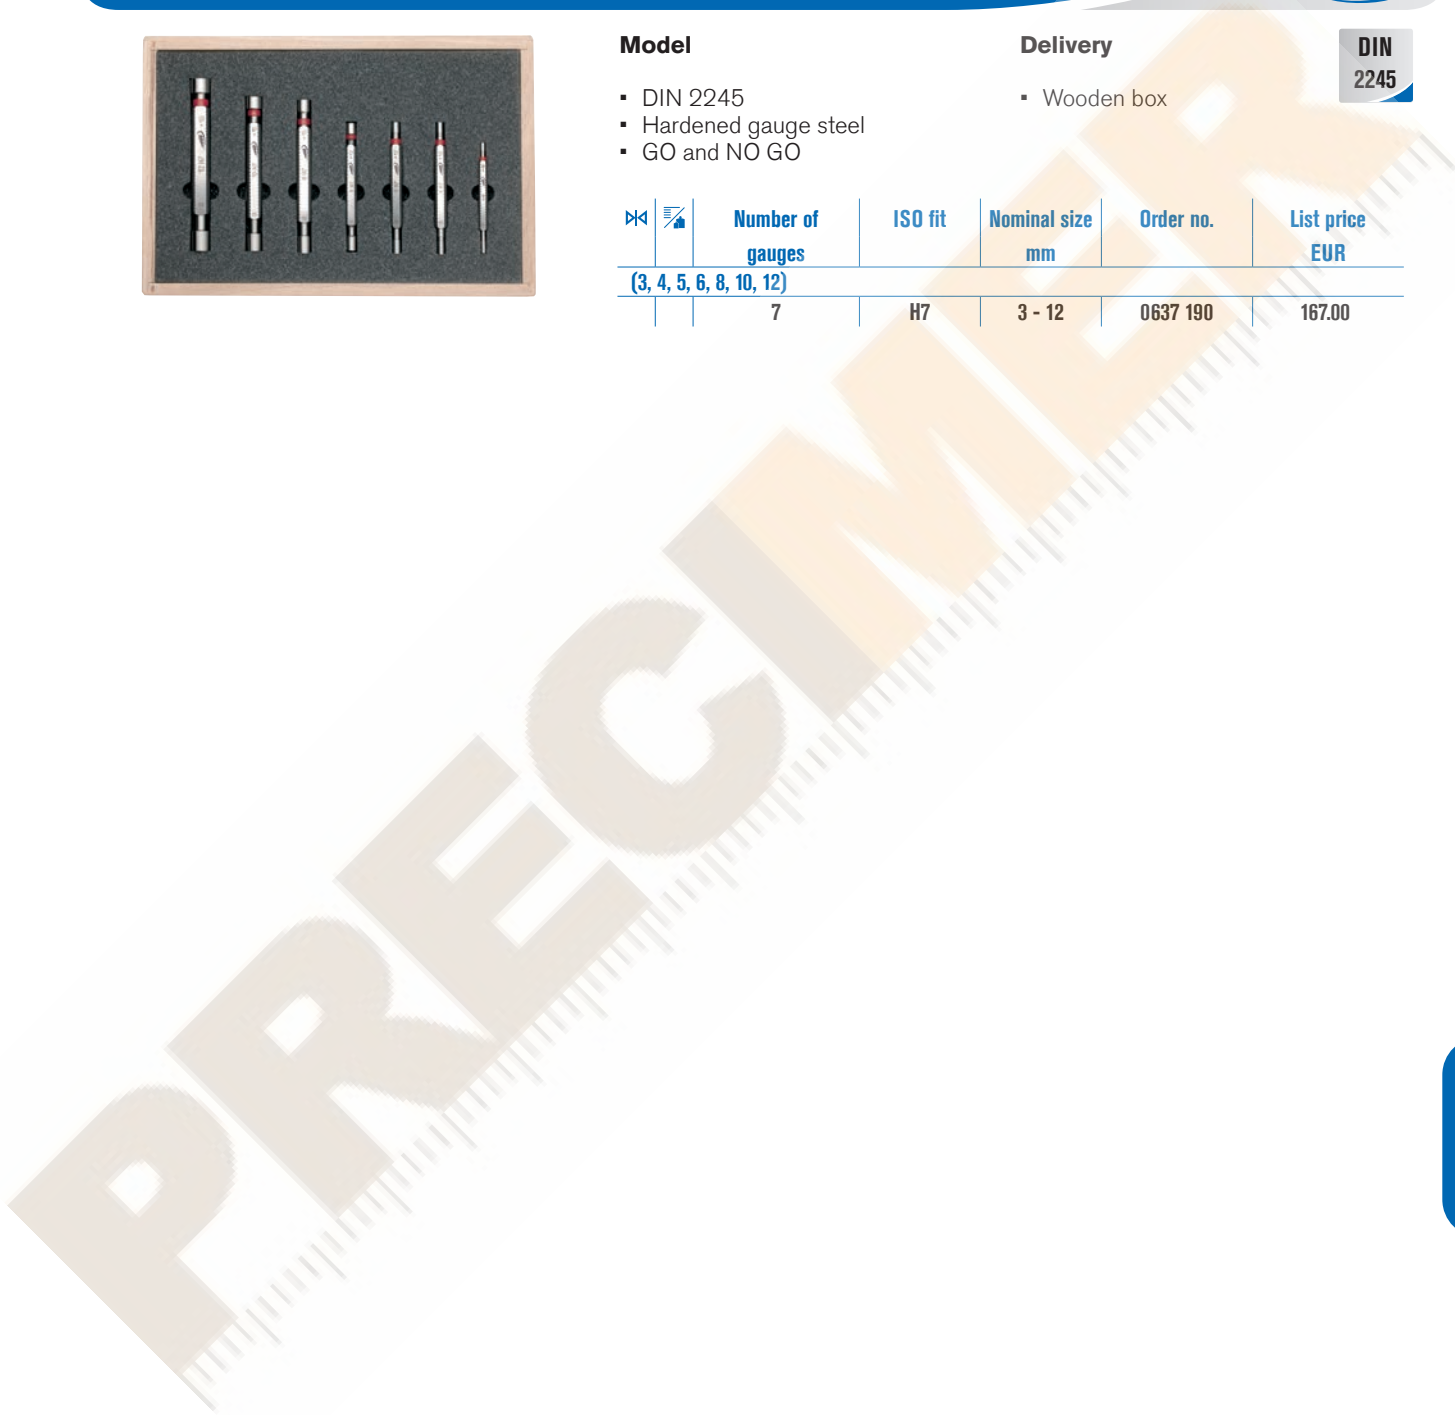 Model
▪ DIN 2245
▪ Hardened gauge steel
▪ GO and NO GO
Delivery
▪ Wooden box
DIN
2245
Number of gauges | ISO fit | Nominal size mm | Order no. | List price EUR
(3, 4, 5, 6, 8, 10, 12)
7 | H7 | 3 - 12 | 0637 190 | 167.00
PRECIMER